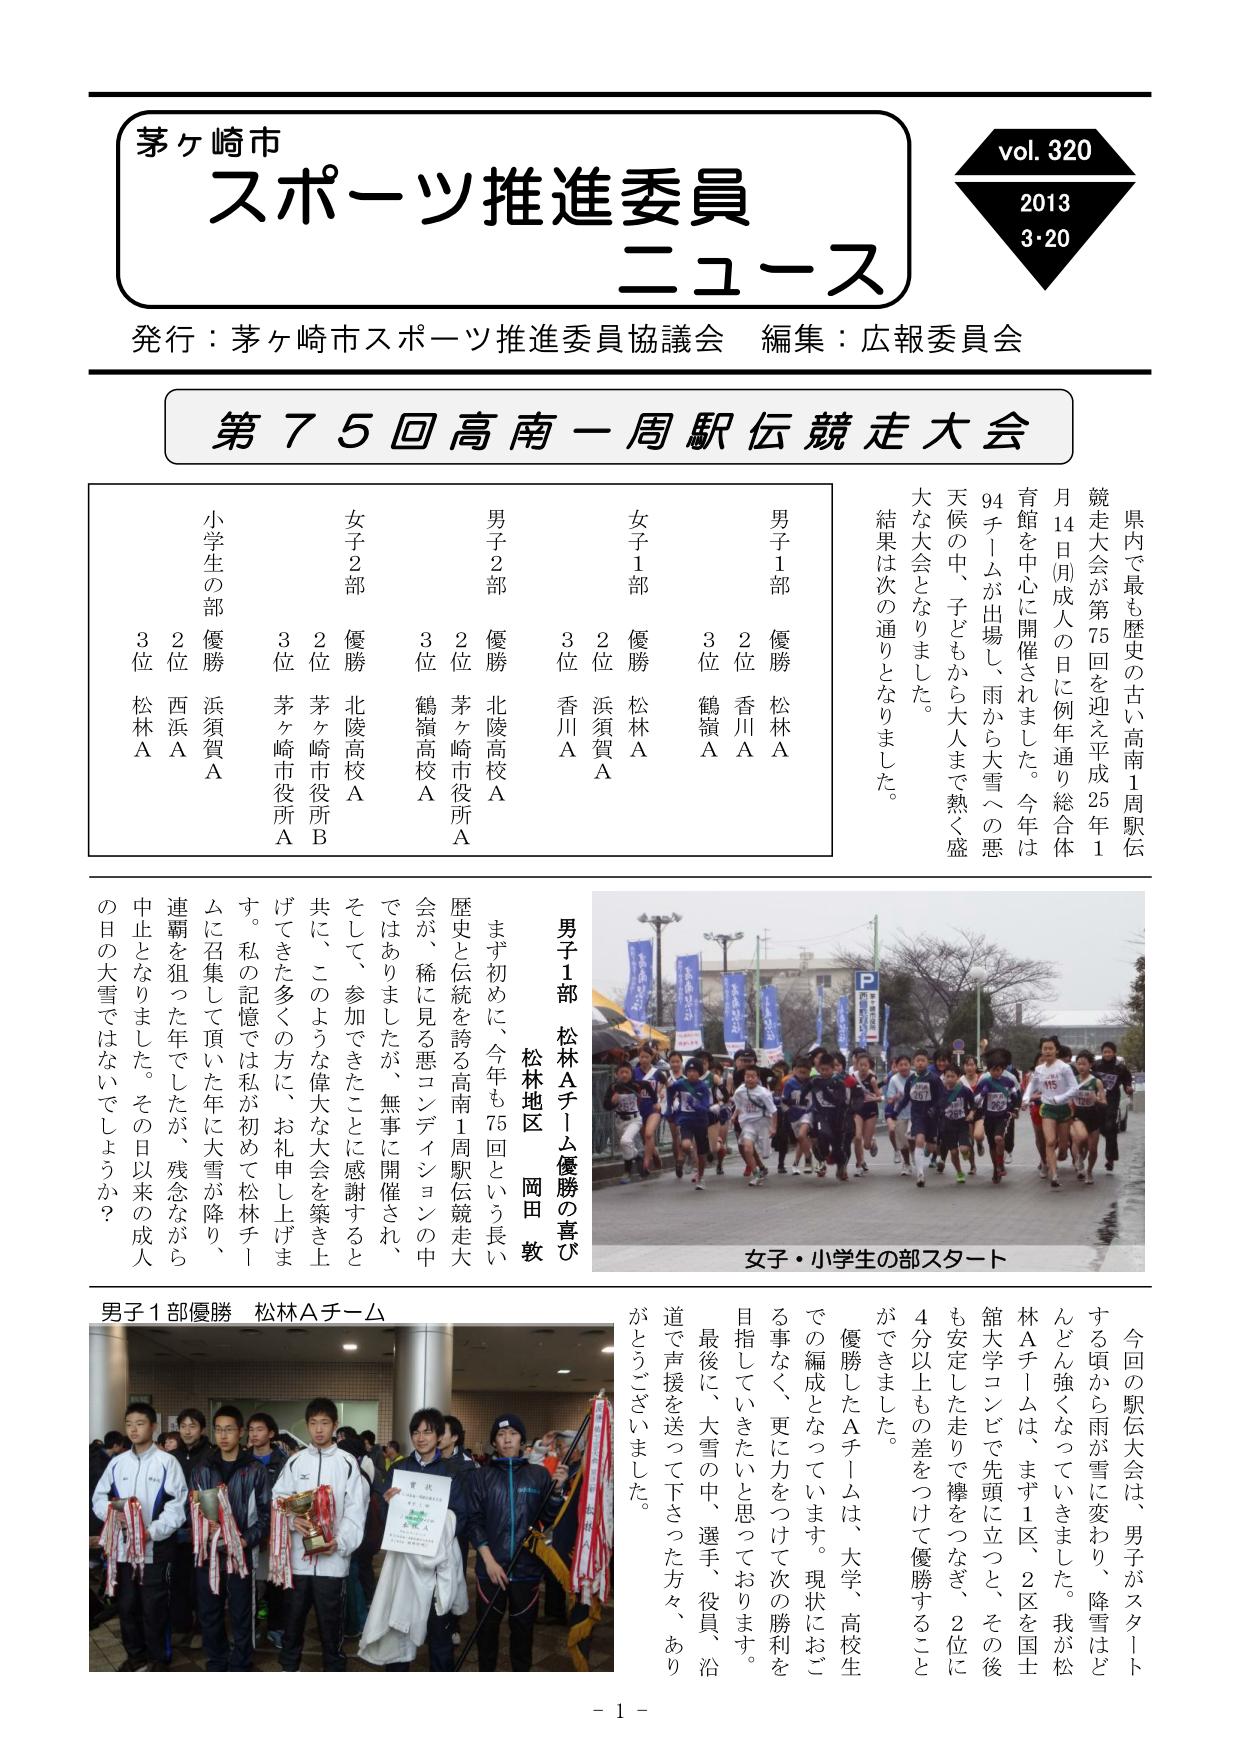 茅ヶ崎市
スポーツ推進委員
ニュース
vol. 320
2013
3・20
発行：茅ヶ崎市スポーツ推進委員協議会　編集：広報委員会
第７５回高南一周駅伝競走大会
　県内で最も歴史の古い高南１周駅伝
競走大会が第75回を迎え平成25年１
月14日㈪成人の日に例年通り総合体
育館を中心に開催されました。今年は
94チームが出場し、雨から大雪への悪
天候の中、子どもから大人まで熱く盛
大な大会となりました。
　結果は次の通りとなりました。
男子１部　優勝　松林Ａ
２位　香川Ａ
３位　鶴嶺Ａ
女子１部　優勝　松林Ａ
２位　浜須賀Ａ
３位　香川Ａ
男子２部　優勝　北陵高校Ａ
２位　茅ヶ崎市役所Ａ
３位　鶴嶺高校Ａ
女子２部　優勝　北陵高校Ａ
２位　茅ヶ崎市役所Ｂ
３位　茅ヶ崎市役所Ａ
小学生の部　優勝　浜須賀Ａ
２位　西浜Ａ
３位　松林Ａ
P
267
115
女子・小学生の部スタート
男子１部　松林Ａチーム優勝の喜び
松林地区　　岡田　敦
　まず初めに、今年も75回という長い
歴史と伝統を誇る高南１周駅伝競走大
会が、稀に見る悪コンディションの中
ではありましたが、無事に開催され、
そして、参加できたことに感謝すると
共に、このような偉大な大会を築き上
げてきた多くの方に、お礼申し上げま
す。私の記憶では私が初めて松林チー
ムに召集して頂いた年に大雪が降り、
連覇を狙った年でしたが、残念ながら
中止となりました。その日以来の成人
の日の大雪ではないでしょうか？
　今回の駅伝大会は、男子がスタート
する頃から雨が雪に変わり、降雪はど
んどん強くなっていきました。我が松
林Ａチームは、まず１区、２区を国士
舘大学コンビで先頭に立つと、その後
も安定した走りで襷をつなぎ、２位に
４分以上もの差をつけて優勝すること
ができました。
　優勝したＡチームは、大学、高校生
での編成となっています。現状におご
る事なく、更に力をつけて次の勝利を
目指していきたいと思っております。
　最後に、大雪の中、選手、役員、沿
道で声援を送って下さった方々、あり
がとうございました。
男子１部優勝　松林Ａチーム
賞状
- 1 -